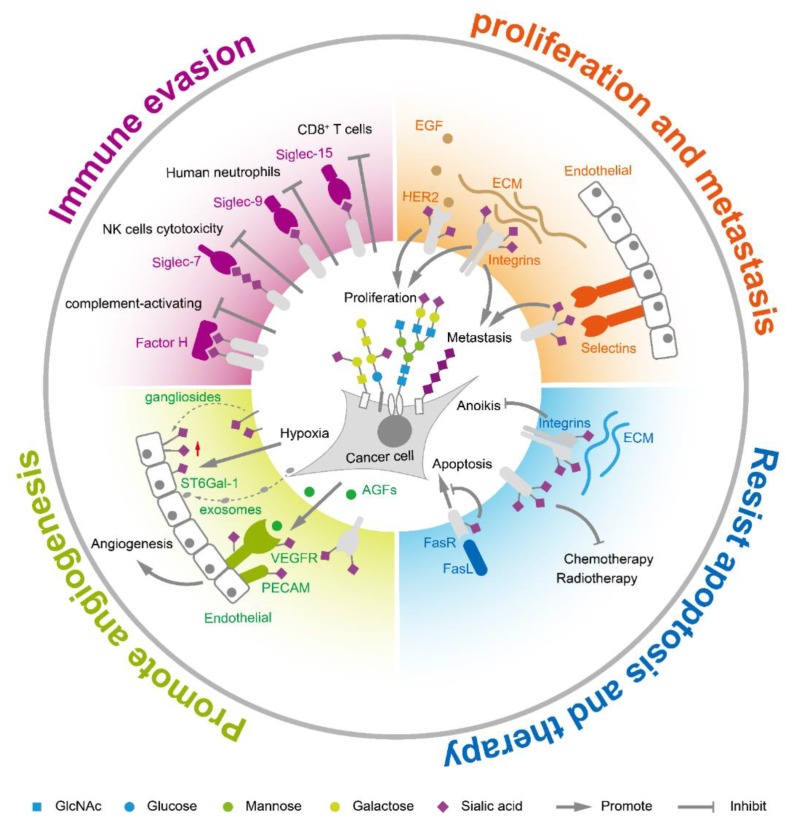 Immune evasion
proliferation and metastasis
CD8⁺ T cells
Siglec-15
Human neutrophils
Siglec-9
NK cells cytotoxicity
Siglec-7
complement-activating
Factor H
EGF
HER2
ECM
Endothelial
Integrins
Proliferation
Metastasis
Selectins
gangliosides
Hypoxia
ST6Gal-1
exosomes
AGFs
Angiogenesis
VEGFR
PECAM
Endothelial
Cancer cell
Anoikis
Integrins
ECM
Apoptosis
FasR
FasL
Chemotherapy
Radiotherapy
Promote angiogenesis
Resist apoptosis and therapy
GlcNAc
Glucose
Mannose
Galactose
Sialic acid
Promote
Inhibit